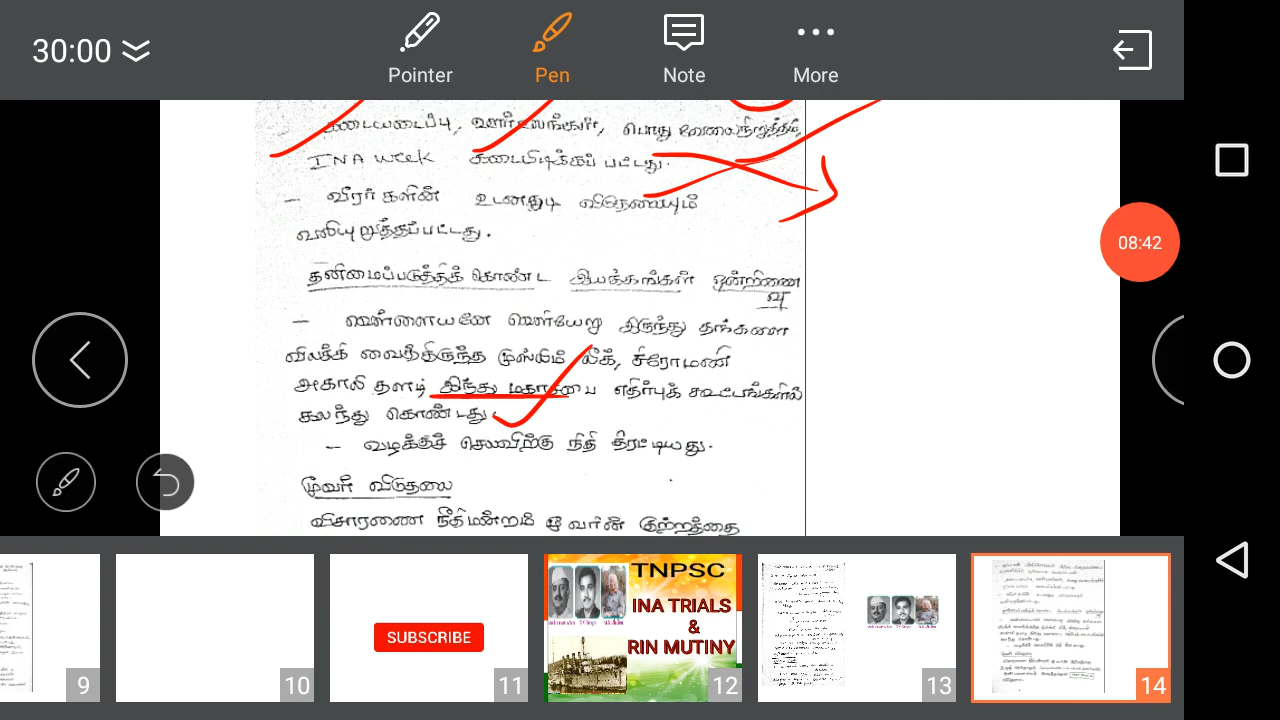 30:00
Pointer
Pen
Note
More
கடையடைப்பு, ஊர்வலங்கள், பொது வேலைநிறுத்தம்,
INA Week கடைபிடிக்கப் பட்டது.
– வீரர்களின் உடனடி விடுதலையும்
வலியுறுத்தப்பட்டது.
தனிமைப்படுத்திக் கொண்ட இயக்கங்கள் ஒன்றிணைவு
– வெள்ளையனே வெளியேறு திருந்து தங்களை
விலக்கி வைத்திருந்த முஸ்லிம் லீக், சிரோமணி
அகாலி தளம் இந்து மகாசபை எதிர்புக் கூட்டங்களில்
கலந்து கொண்டது.
– வழக்குச் செலவிற்கு நிதி திரட்டியது.
மூவர் விடுதலை
விசாரணை நீதிமன்றம் மூவரின் குற்றத்தை
08:42
9
SUBSCRIBE
10
11
TNPSC
INA TRIALS
&
RIN MUTINY
12
13
14